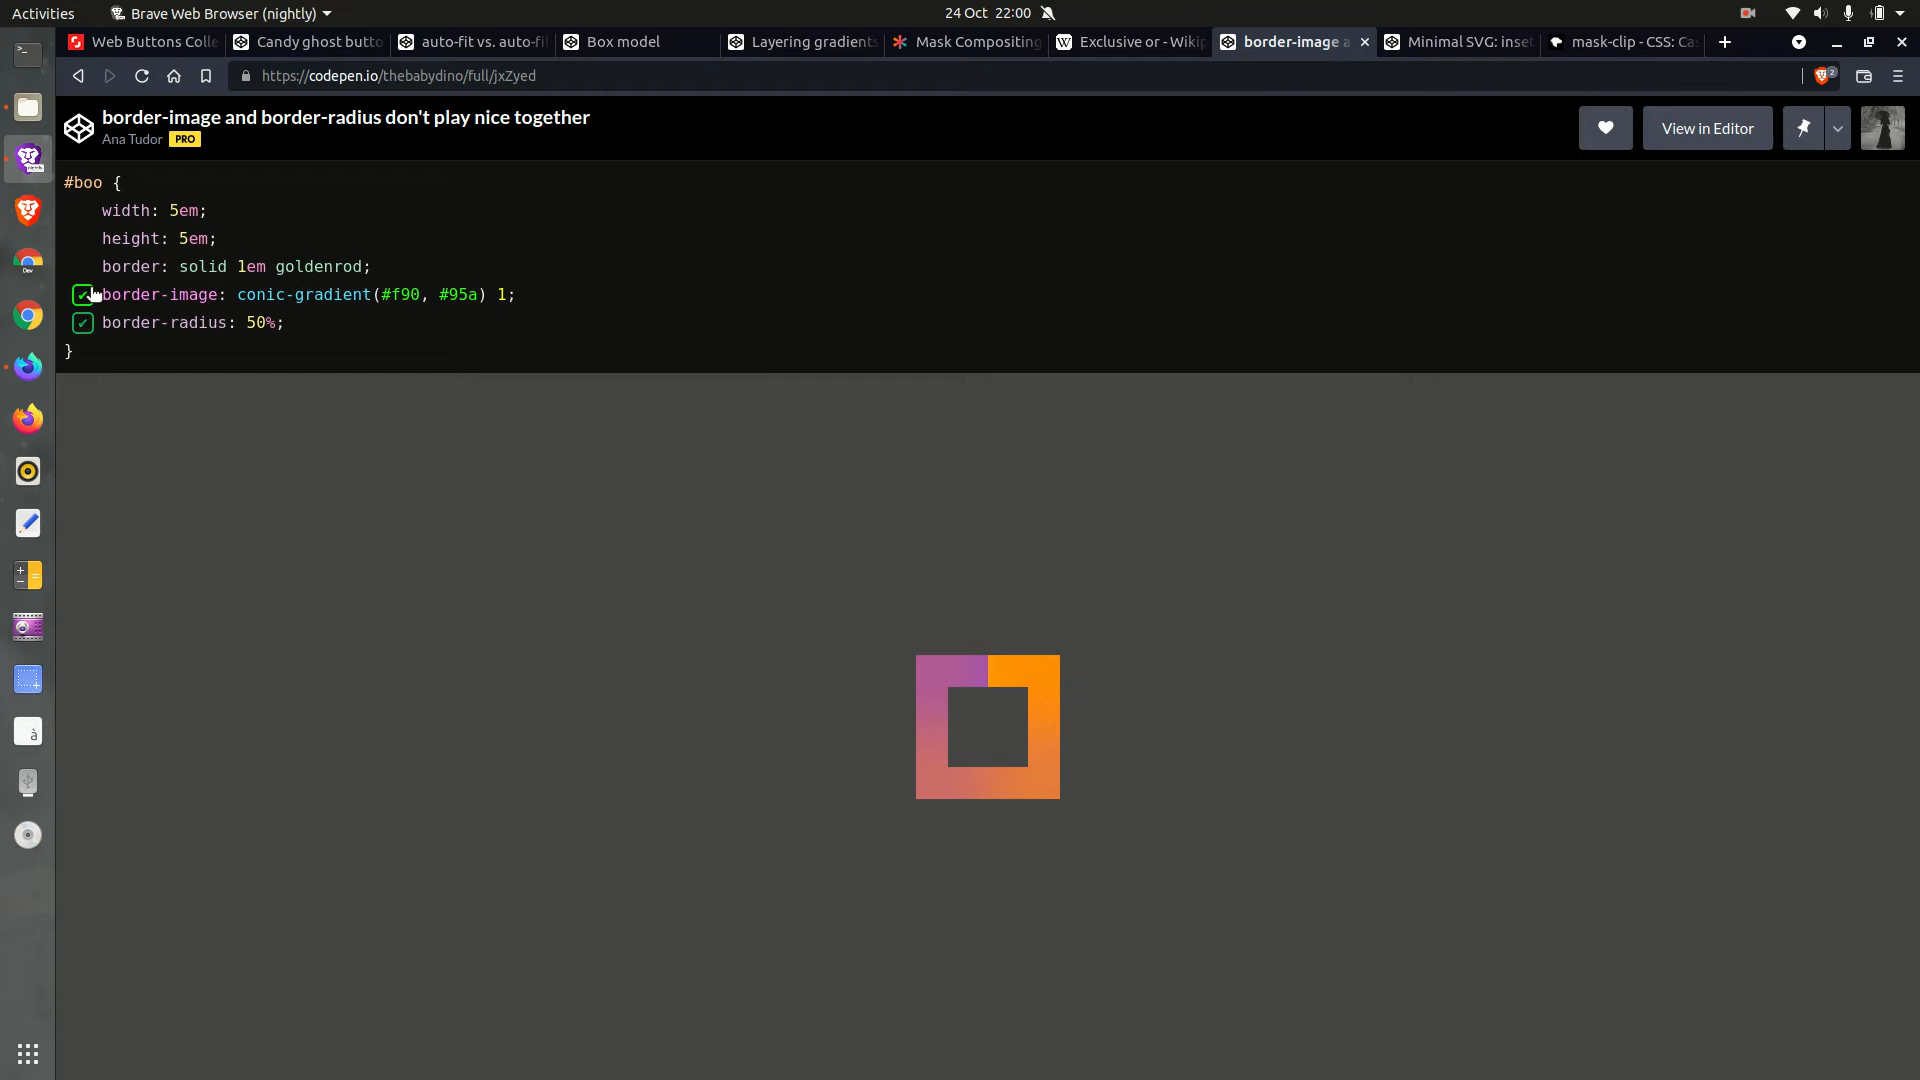 Activities
Brave Web Browser (nightly)
24 Oct 22:00
Web Buttons Colle
Candy ghost butto
auto-fit vs. auto-fi
Box model
Layering gradients
Mask Compositing
Exclusive or - Wikip
border-image a
Minimal SVG: inset
mask-clip - CSS: Cas
https://codepen.io/thebabydino/full/jxZyed
2
border-image and border-radius don't play nice together
Ana Tudor PRO
View in Editor
#boo {
width: 5em;
height: 5em;
border: solid 1em goldenrod;
border-image: conic-gradient(#f90, #95a) 1;
border-radius: 50%;
}
Dev
à